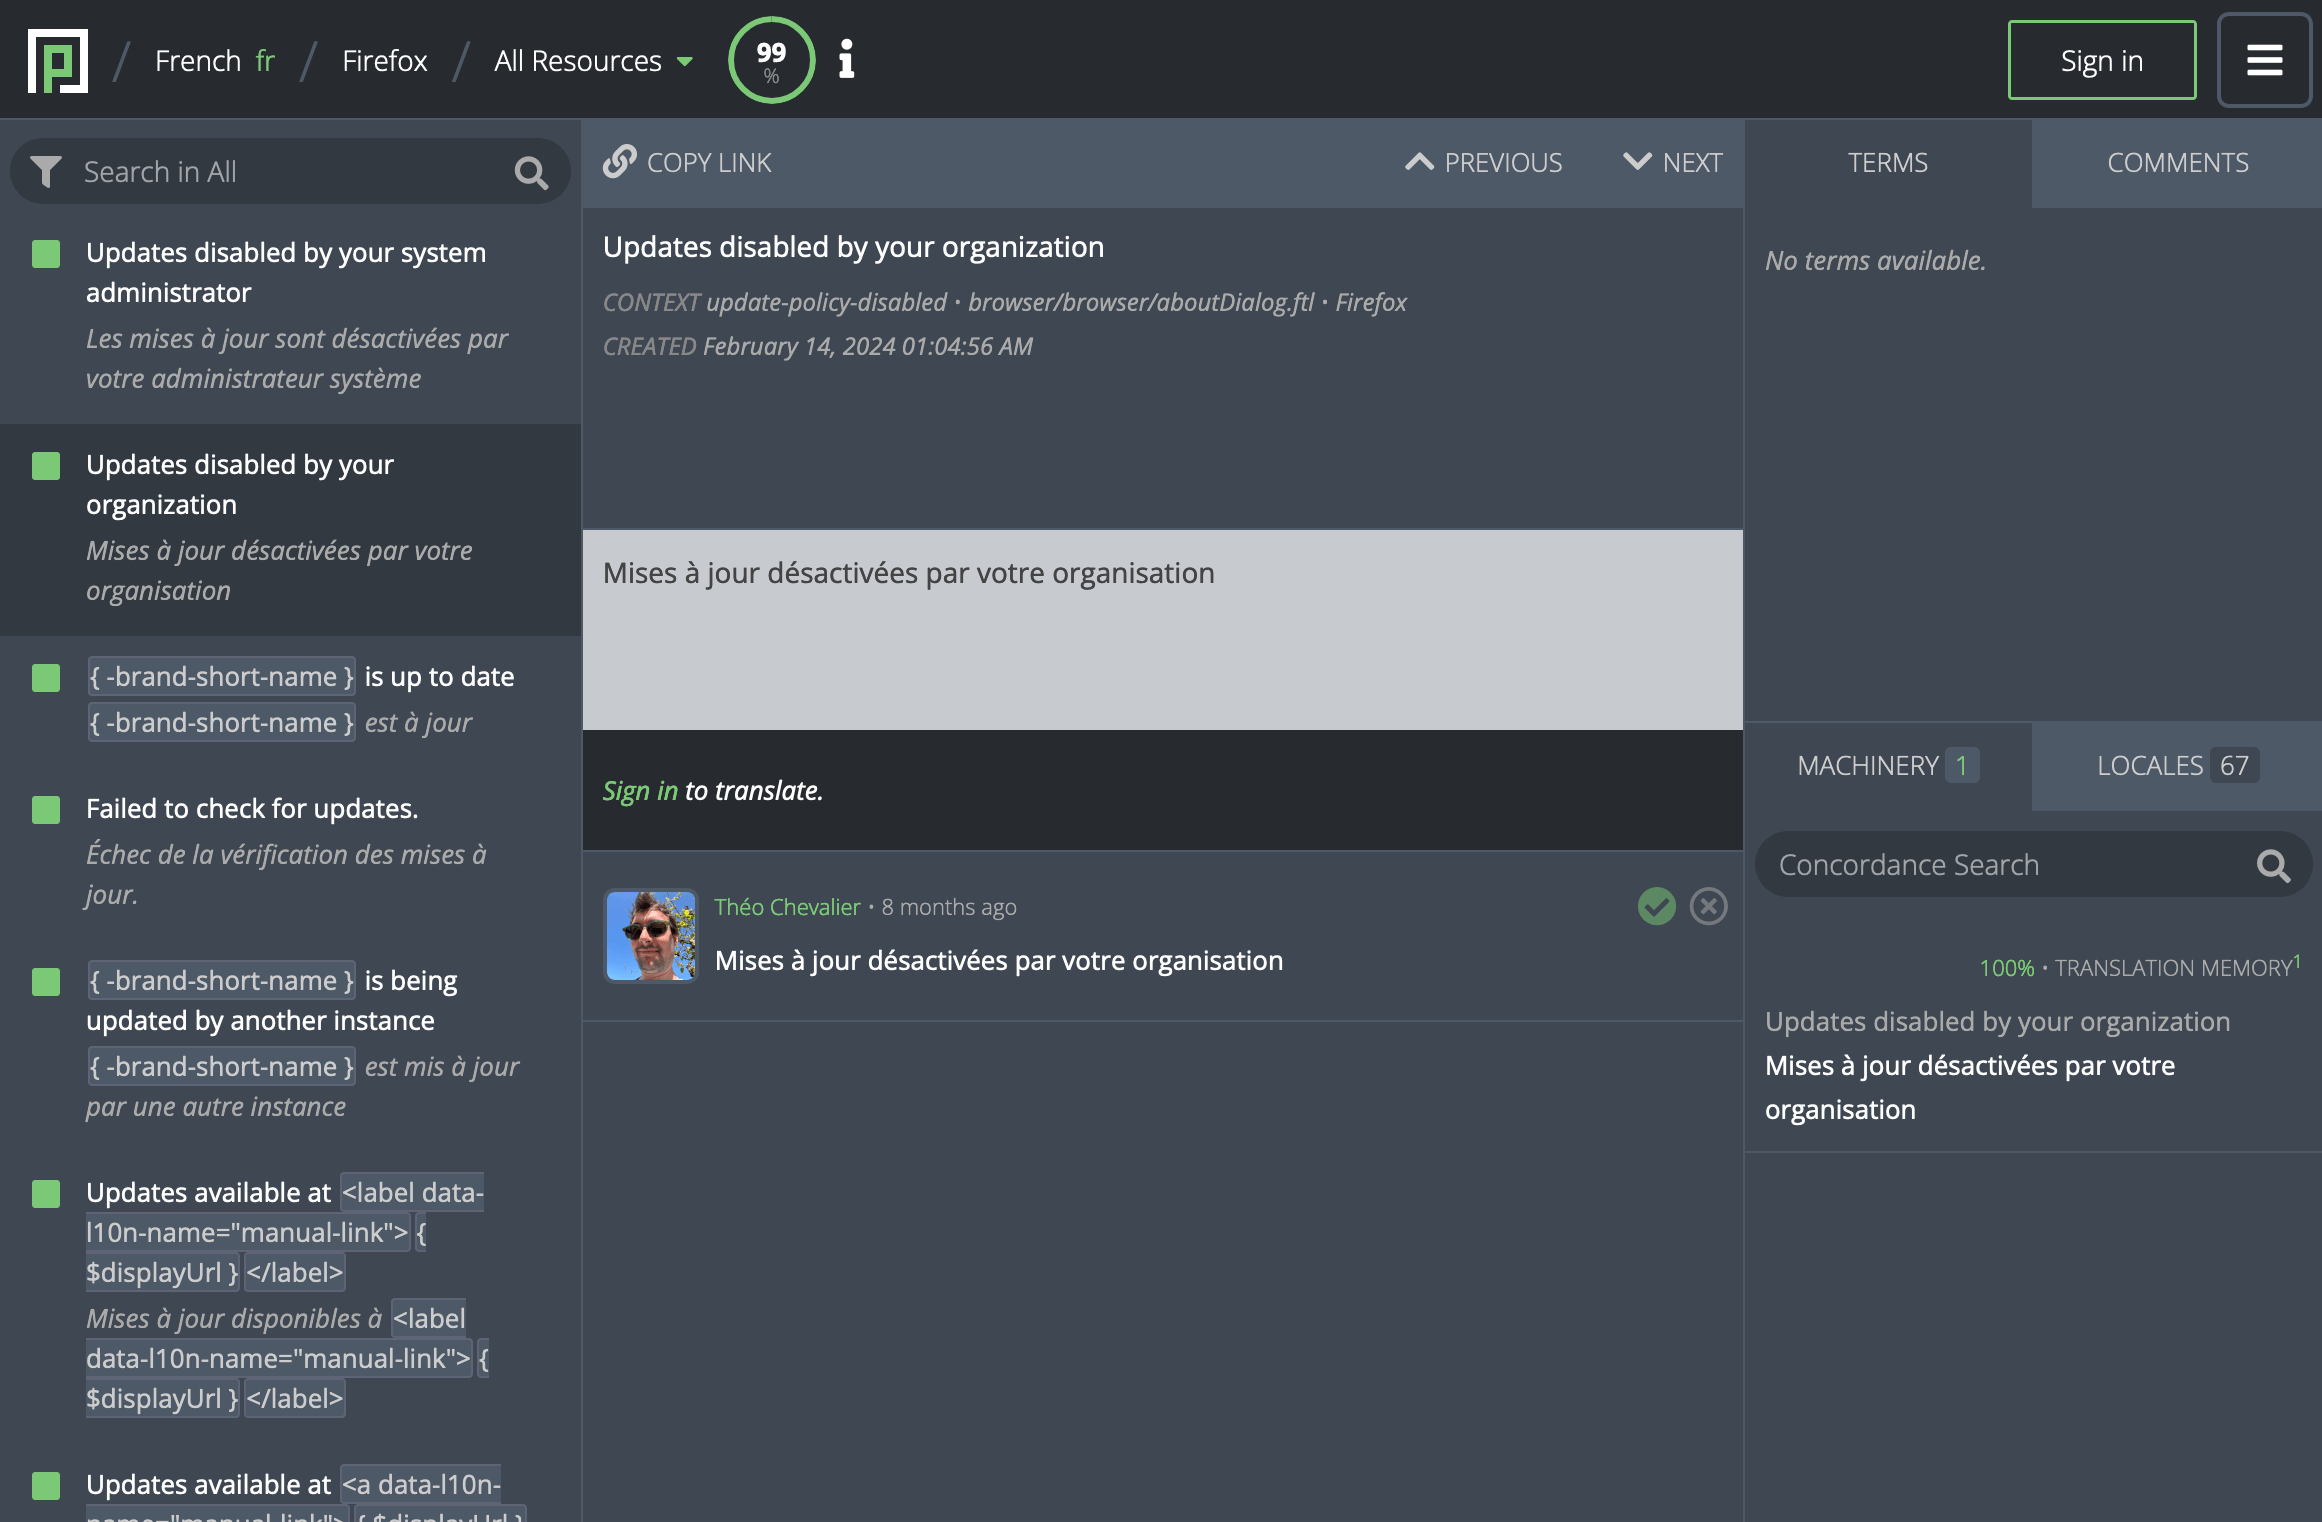 French fr
Firefox
All Resources
99
%
Sign in
Search in All
Updates disabled by your system
administrator
Les mises à jour sont désactivées par
votre administrateur système
Updates disabled by your
organization
Mises à jour désactivées par votre
organisation
{ -brand-short-name } is up to date
{ -brand-short-name } est à jour
Failed to check for updates.
Échec de la vérification des mises à
jour.
{ -brand-short-name } is being
updated by another instance
{ -brand-short-name } est mis à jour
par une autre instance
Updates available at <label data-
l10n-name="manual-link"> {
$displayUrl } </label>
Mises à jour disponibles à <label
data-l10n-name="manual-link"> {
$displayUrl } </label>
Updates available at <a data-l10n-
name="manual-link"> { $displayUrl }
COPY LINK
PREVIOUS
NEXT
Updates disabled by your organization
CONTEXT update-policy-disabled • browser/browser/aboutDialog.ftl • Firefox
CREATED February 14, 2024 01:04:56 AM
Mises à jour désactivées par votre organisation
Sign in to translate.
Théo Chevalier • 8 months ago
Mises à jour désactivées par votre organisation
TERMS
COMMENTS
No terms available.
MACHINERY 1
LOCALES 67
Concordance Search
100% • TRANSLATION MEMORY1
Updates disabled by your organization
Mises à jour désactivées par votre
organisation